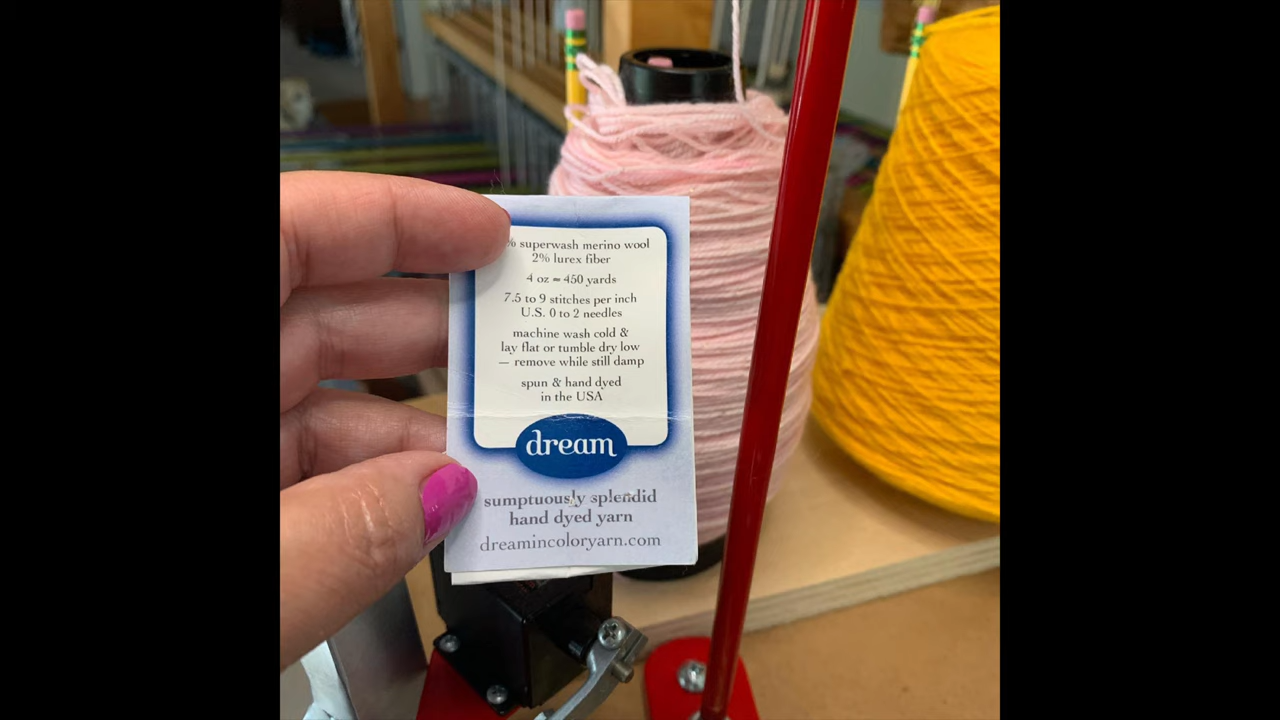 % superwash merino wool
2% lurex fiber
4 oz = 450 yards
7.5 to 9 stitches per inch
U.S. 0 to 2 needles
machine wash cold &
lay flat or tumble dry low
— remove while still damp
spun & hand dyed
in the USA
dream
sumptuously splendid
hand dyed yarn
dreamincoloryarn.com